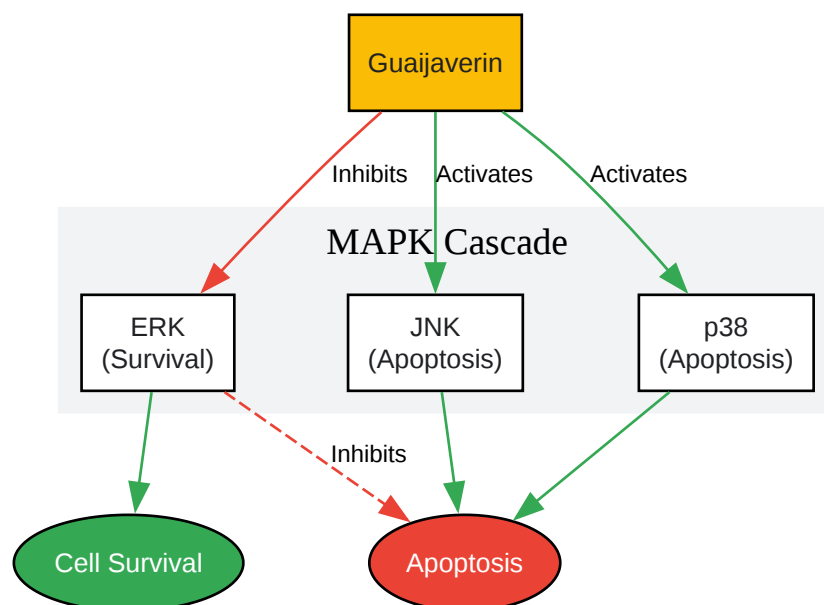 Guaijaverin
Inhibits
Activates
Activates
MAPK Cascade
ERK
(Survival)
JNK
(Apoptosis)
p38
(Apoptosis)
Inhibits
Cell Survival
Apoptosis